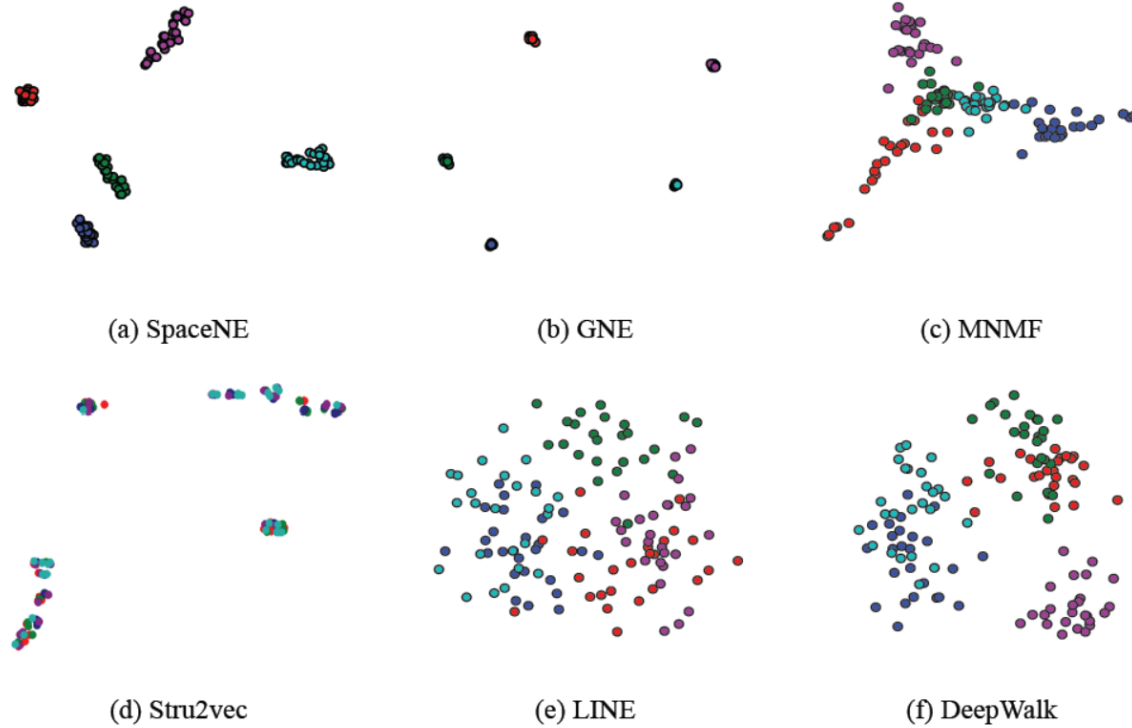 (a) SpaceNE
(b) GNE
(c) MNMF
(d) Stru2vec
(e) LINE
(f) DeepWalk